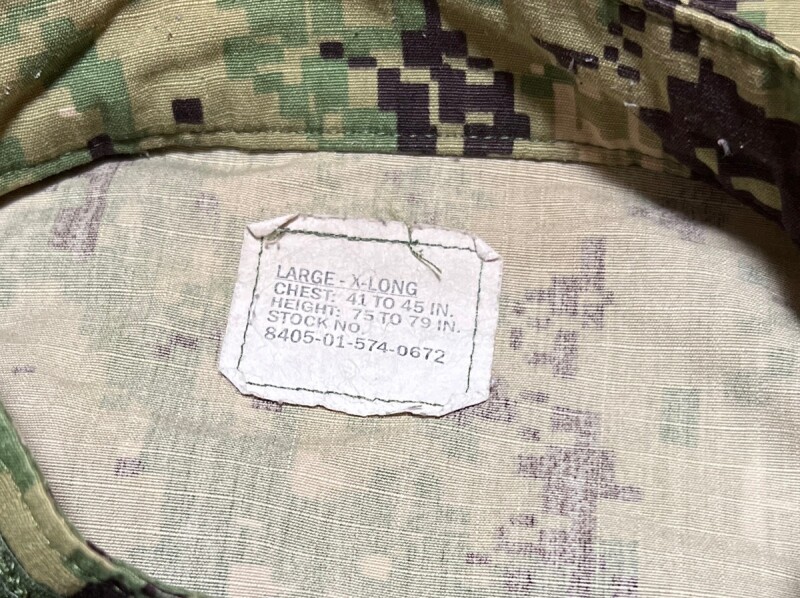 LARGE - X-LONG
CHEST: 41 TO 45 IN.
HEIGHT: 75 TO 79 IN.
STOCK NO.
8405-01-574-0672